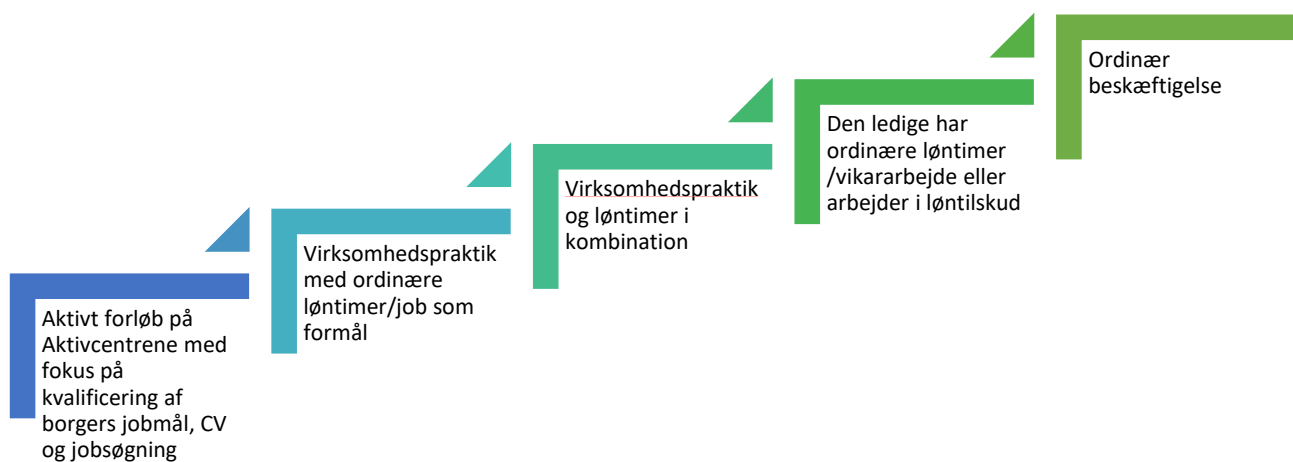 Aktivt forløb på
Aktivcentrene med
fokus på
kvalificering af
borgers jobmål, CV
og jobsøgning
Virksomhedspraktik
med ordinære
løntimer/job som
formål
Virksomhedspraktik
og løntimer i
kombination
Den ledige har
ordinære løntimer
/vikararbejde eller
arbejder i løntilskud
Ordinær
beskæftigelse